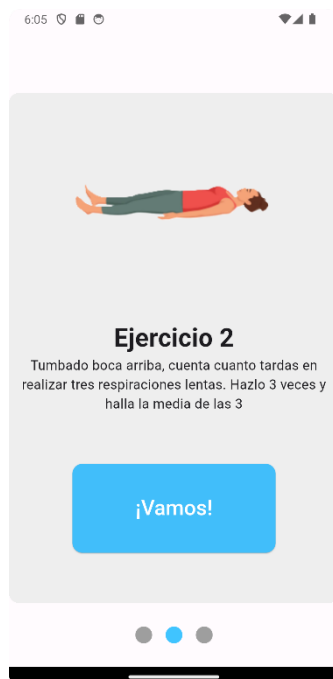 6:05
Ejercicio 2
Tumbado boca arriba, cuenta cuanto tardas en
realizar tres respiraciones lentas. Hazlo 3 veces y
halla la media de las 3
¡Vamos!